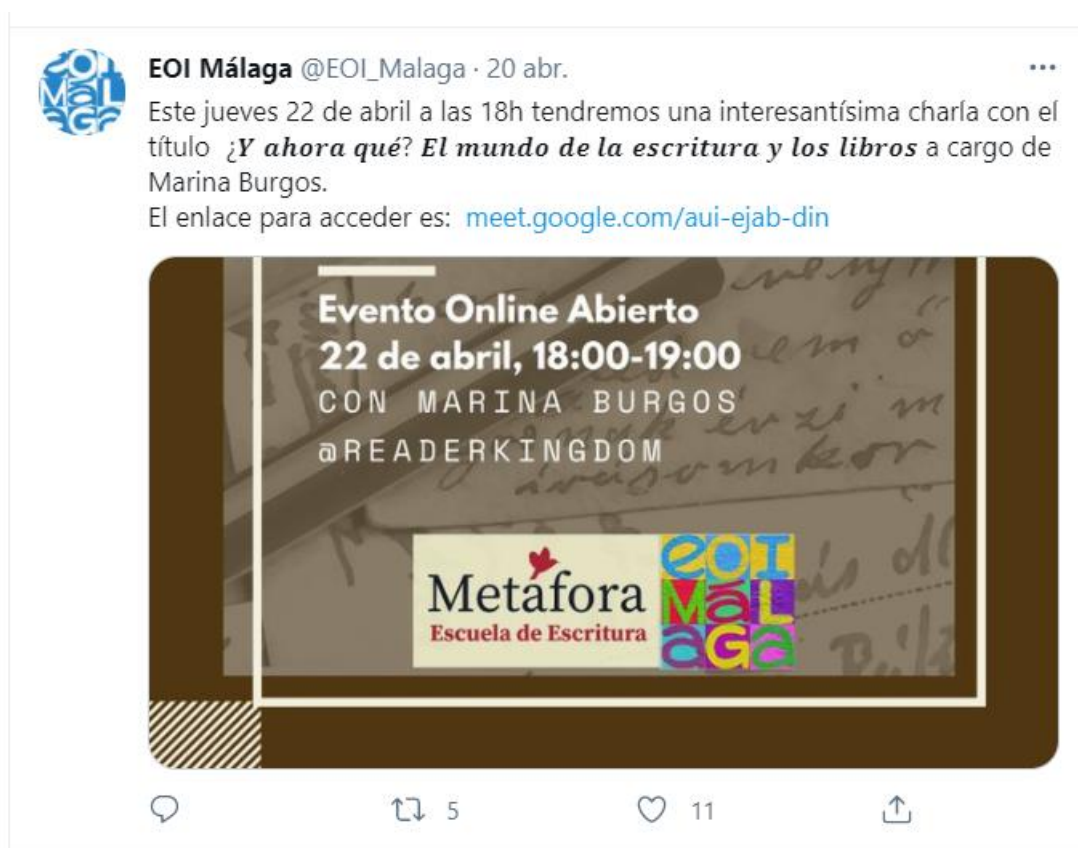 EOI Málaga @EOI_Malaga · 20 abr.
Este jueves 22 de abril a las 18h tendremos una interesantísima charla con el
título ¿Y ahora qué? El mundo de la escritura y los libros a cargo de
Marina Burgos.
El enlace para acceder es: meet.google.com/aui-ejab-din
Evento Online Abierto
22 de abril, 18:00-19:00
CON MARINA BURGOS
@READERKINGDOM
Metáfora
Escuela de Escritura
eOI
MáL
aGa
5 11